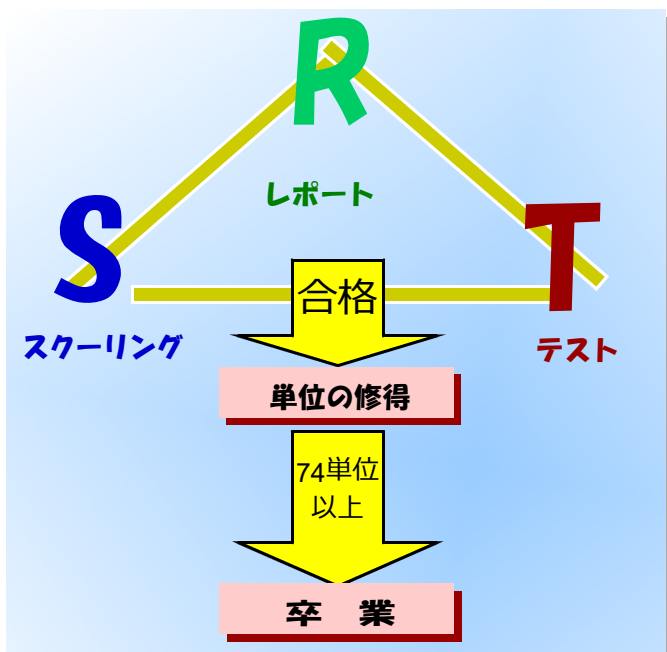 R
レポート
S
T
スクーリング
テスト
合格
単位の修得
74単位
以上
卒　業